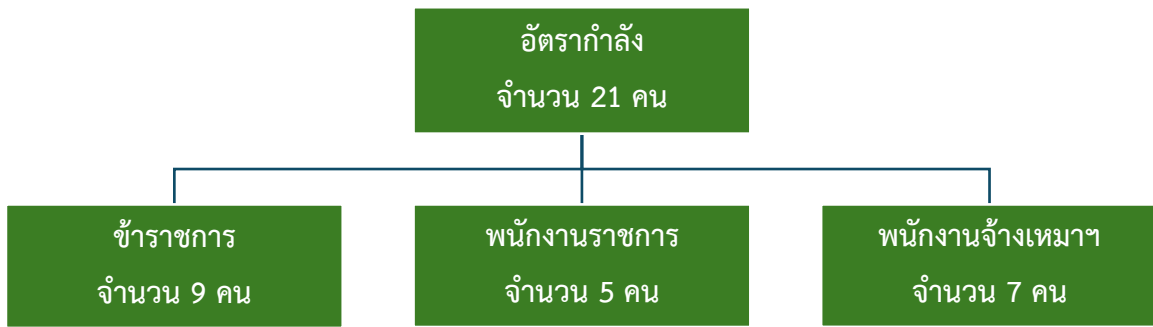 อัตรากำลัง
จำนวน 21 คน
ข้าราชการ
จำนวน 9 คน
พนักงานราชการ
จำนวน 5 คน
พนักงานจ้างเหมาฯ
จำนวน 7 คน